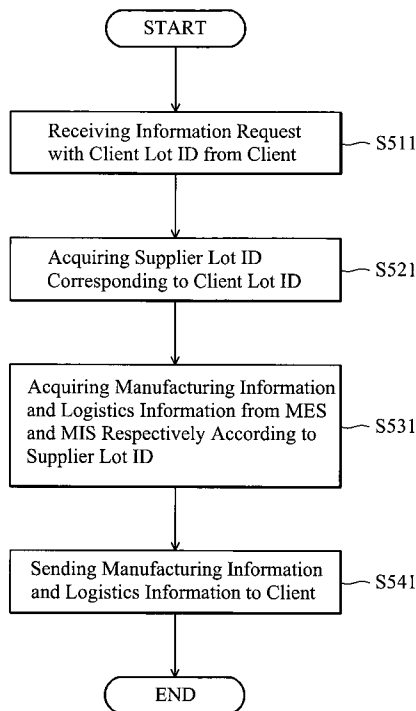 START
Receiving Information Request
with Client Lot ID from Client
S511
Acquiring Supplier Lot ID
Corresponding to Client Lot ID
S521
Acquiring Manufacturing Information
and Logistics Information from MES
and MIS Respectively According to
Supplier Lot ID
S531
Sending Manufacturing Information
and Logistics Information to Client
S541
END